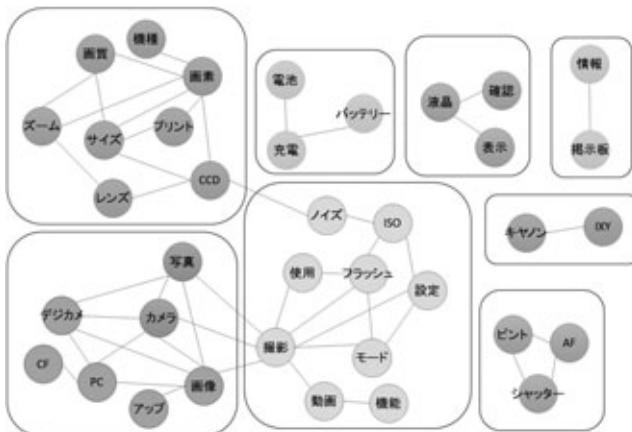 機種
画質
画素
ズーム
サイズ
プリント
レンズ
CCD
電池
バッテリー
充電
液晶
確認
表示
情報
掲示板
キヤノン
IXY
ノイズ
ISO
使用
フラッシュ
設定
撮影
モード
動画
機能
写真
デジカメ
カメラ
CF
PC
画像
アップ
ピント
AF
シャッター